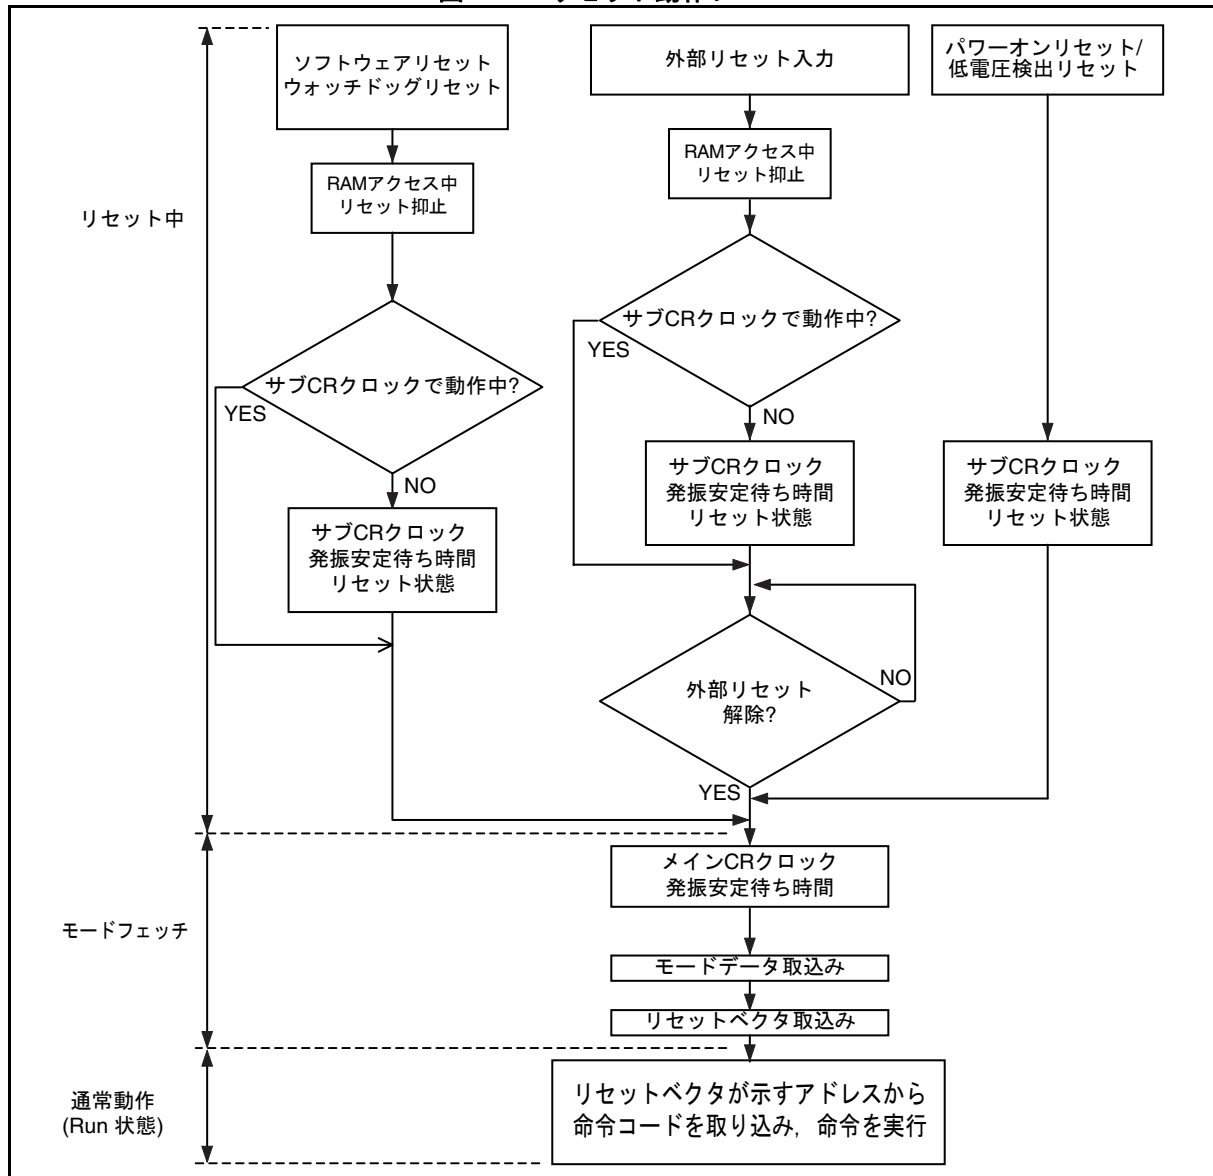 ソフトウェアリセット
ウォッチドッグリセット
外部リセット入力
パワーオンリセット/
低電圧検出リセット
RAMアクセス中
リセット抑止
RAMアクセス中
リセット抑止
リセット中
サブCRクロックで動作中?
YES
NO
サブCRクロックで動作中?
YES
NO
サブCRクロック
発振安定待ち時間
リセット状態
サブCRクロック
発振安定待ち時間
リセット状態
サブCRクロック
発振安定待ち時間
リセット状態
外部リセット
解除?
NO
YES
メインCRクロック
発振安定待ち時間
モードフェッチ
モードデータ取込み
リセットベクタ取込み
通常動作
(Run 状態)
リセットベクタが示すアドレスから
命令コードを取り込み, 命令を実行